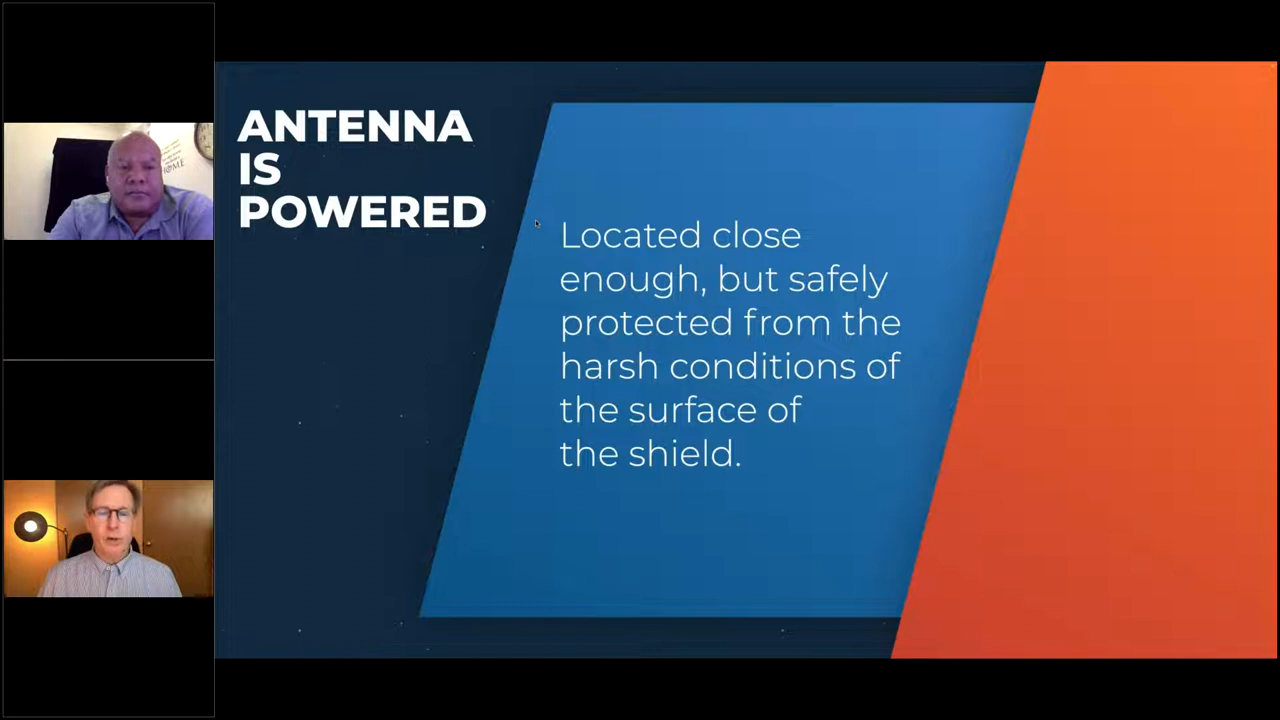 ANTENNA
IS
POWERED
Located close
enough, but safely
protected from the
harsh conditions of
the surface of
the shield.
HOME